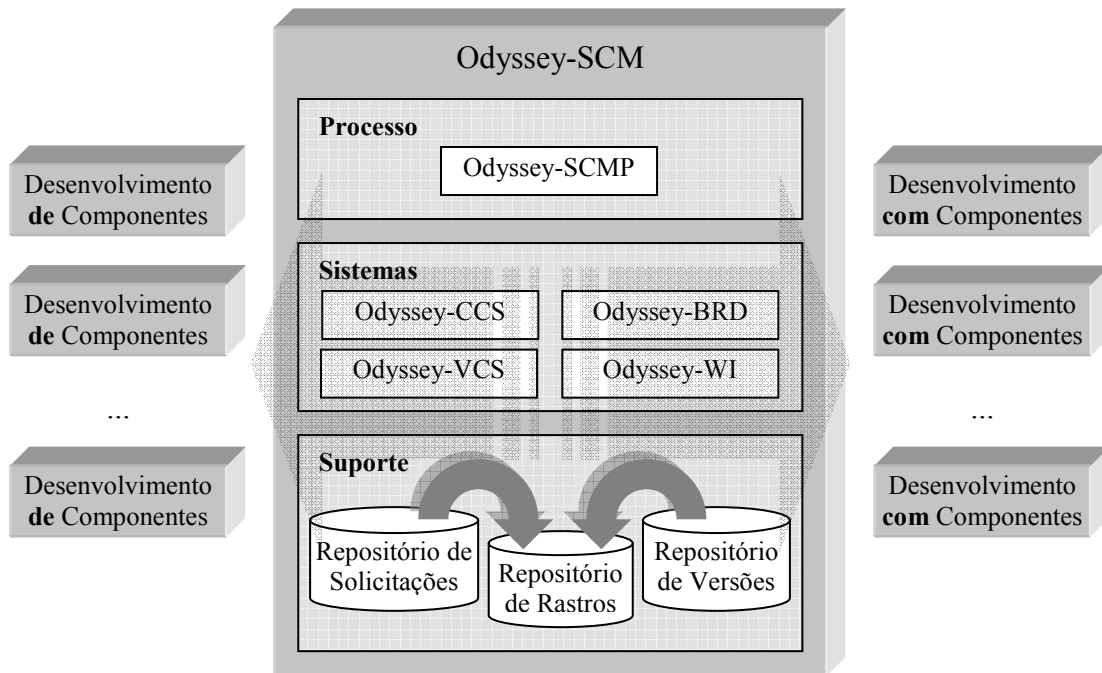 Odyssey-SCM
Processo
Odyssey-SCMP
Desenvolvimento
de Componentes
Desenvolvimento
de Componentes
...
Desenvolvimento
de Componentes
Sistemas
Odyssey-CCS
Odyssey-BRD
Odyssey-VCS
Odyssey-WI
Suporte
Repositório de
Solicitações
Repositório
de Rastros
Repositório
de Versões
Desenvolvimento
com Componentes
Desenvolvimento
com Componentes
...
Desenvolvimento
com Componentes